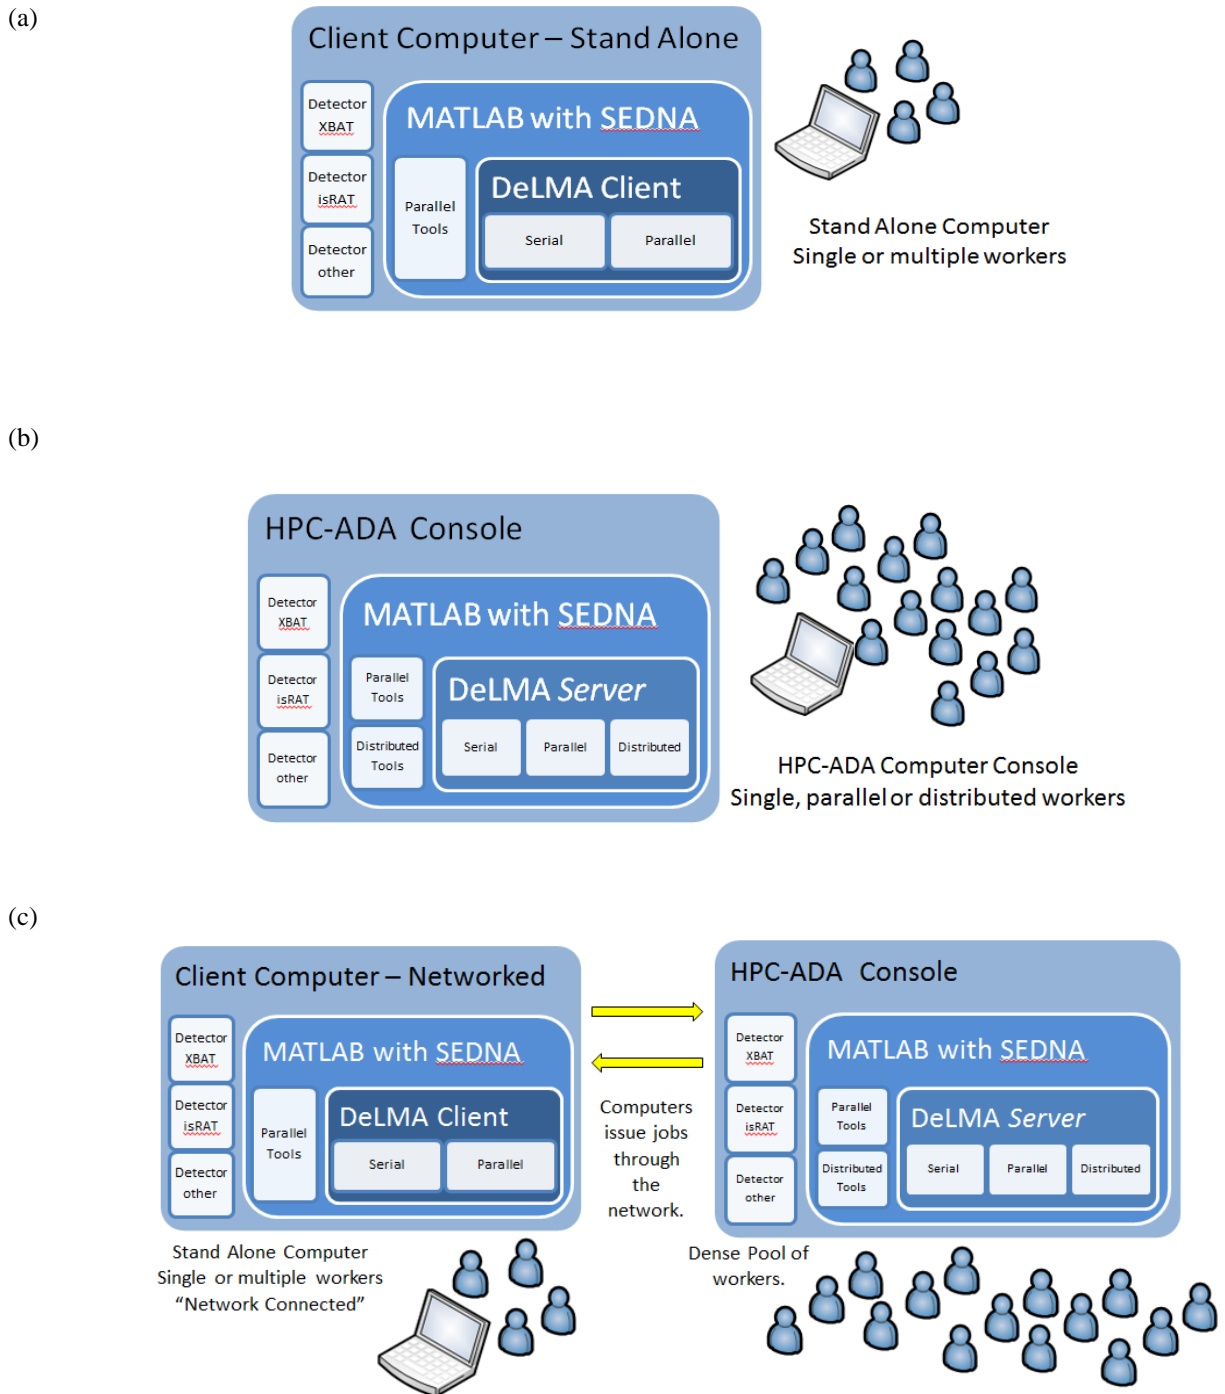 (a)
Client Computer – Stand Alone
Detector
XBAT
Detector
isRAT
Detector
other
MATLAB with SEDNA
Parallel
Tools
DeLMA Client
Serial
Parallel
Stand Alone Computer
Single or multiple workers
(b)
HPC-ADA Console
Detector
XBAT
Detector
isRAT
Detector
other
MATLAB with SEDNA
Parallel
Tools
Distributed
Tools
DeLMA Server
Serial
Parallel
Distributed
HPC-ADA Computer Console
Single, parallel or distributed workers
(c)
Client Computer – Networked
Detector
XBAT
Detector
isRAT
Detector
other
MATLAB with SEDNA
Parallel
Tools
DeLMA Client
Serial
Parallel
Stand Alone Computer
Single or multiple workers
“Network Connected”
Computers
issue jobs
through
the
network.
HPC-ADA Console
Detector
XBAT
Detector
isRAT
Detector
other
MATLAB with SEDNA
Parallel
Tools
Distributed
Tools
DeLMA Server
Serial
Parallel
Distributed
Dense Pool of
workers.